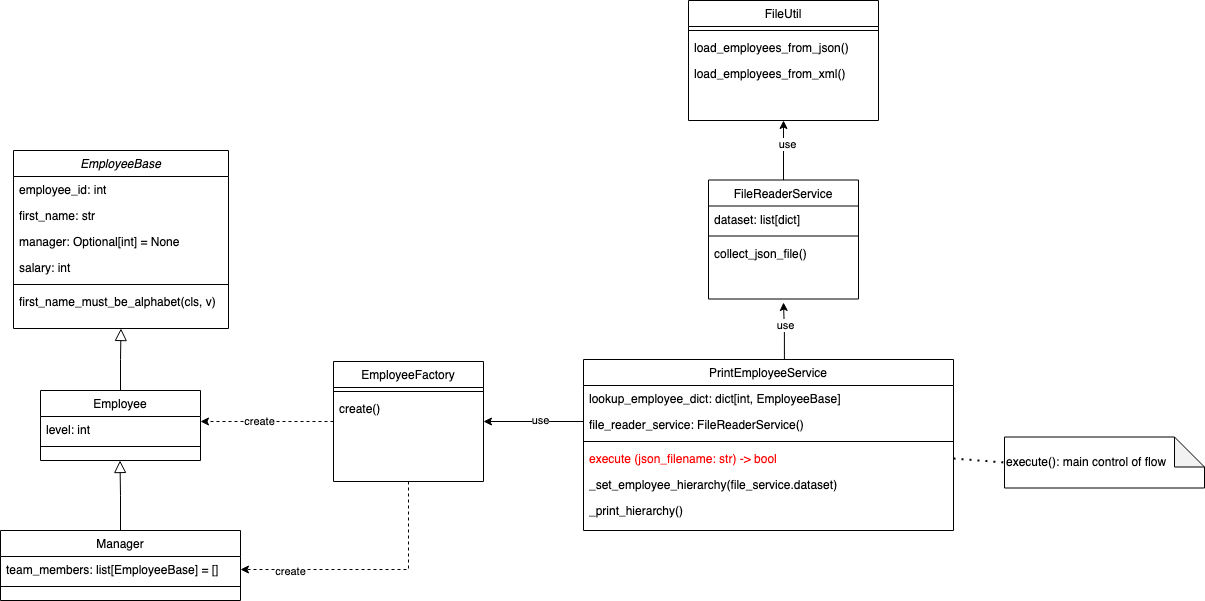 FileUtil
load_employees_from_json()
load_employees_from_xml()
use
EmployeeBase
employee_id: int
first_name: str
manager: Optional[int] = None
salary: int
first_name_must_be_alphabet(cls, v)
FileReaderService
dataset: list[dict]
collect_json_file()
use
Employee
level: int
create
EmployeeFactory
create()
use
PrintEmployeeService
lookup_employee_dict: dict[int, EmployeeBase]
file_reader_service: FileReaderService()
execute (json_filename: str) -> bool
_set_employee_hierarchy(file_service.dataset)
_print_hierarchy()
execute(): main control of flow
Manager
team_members: list[EmployeeBase] = []
create